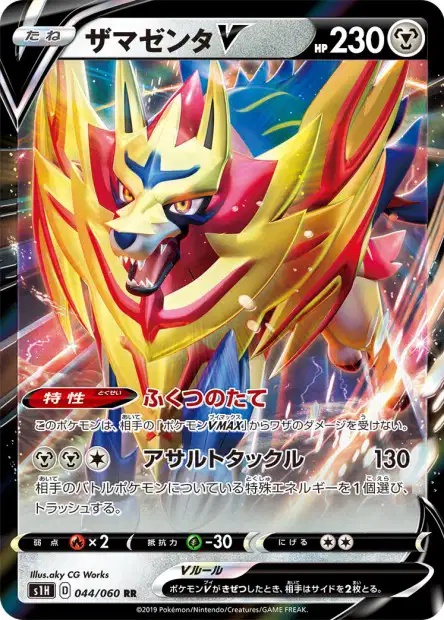 たね ザマゼンタV HP 230
特性 とくせい ふくつのたて
このポケモンは、相手の「ポケモンVMAX」からワザのダメージを受けない。
アサルトタックル 130
相手のバトルポケモンについている特殊エネルギーを1個選び、
トラッシュする。
弱点 ×2 抵抗力 -30 にげる
Illus.aky CG Works
Vルール
s1H D 044/060 RR ポケモンVがきぜつしたとき、相手はサイドを2枚とる。
©2019 Pokémon/Nintendo/Creatures/GAME FREAK.